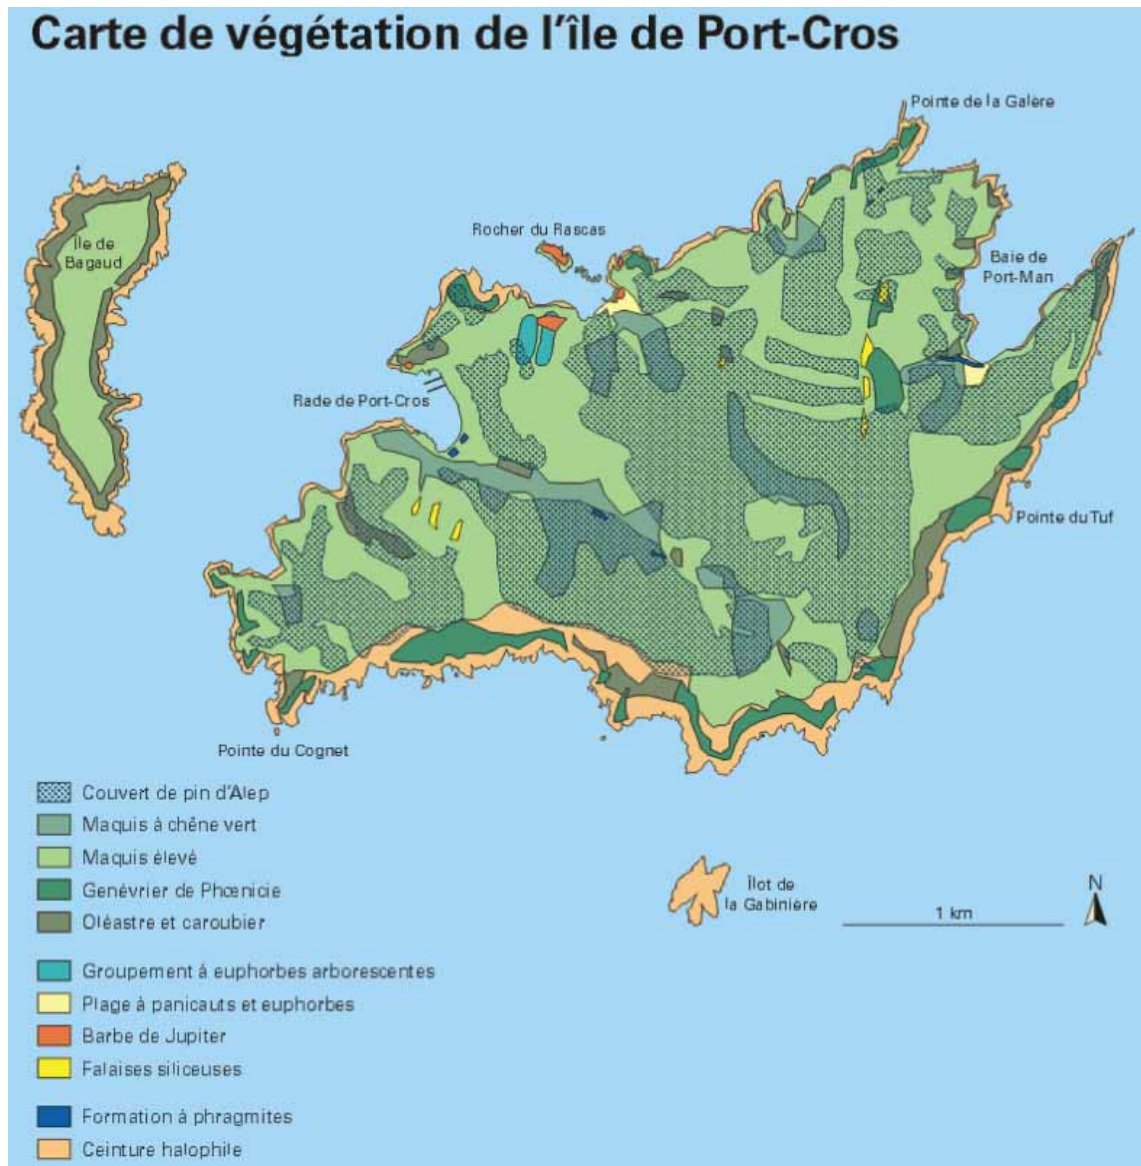 Carte de végétation de l'île de Port-Cros
Pointe de la Galère
Rocher du Rascas
Île de
Bagaud
Baie de
Port-Man
Rade de Port-Cros
Pointe du Tuf
Pointe du Cognet
Couvert de pin d'Alep
Maquis à chêne vert
Maquis élevé
Genévrier de Phœnicie
Oléastre et caroubier
Îlot de
la Gabinière
1 km
N
Groupement á euphorbes arborescentes
Plage à panicauts et euphorbes
Barbe de Jupiter
Falaises siliceuses
Formation à phragmites
Ceinture halophile